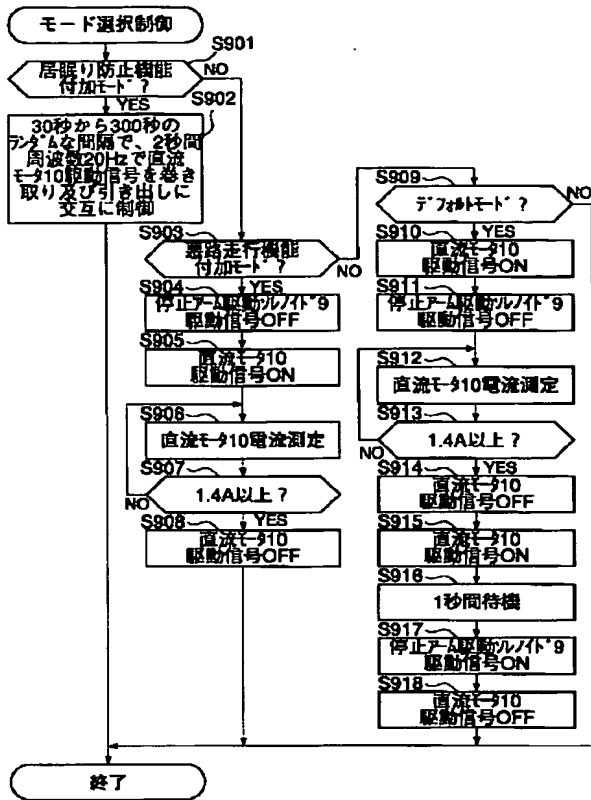 モード選択制御
S901
居眠り防止機能
付加モード?
NO
YES
S902
30秒から300秒の
ランダムな間隔で、2秒間
周波数20Hzで直流
モータ10駆動信号を巻き
取り及び引き出しに
交互に制御
S903
悪路走行機能
付加モード?
NO
YES
S904
停止アーム駆動ソルノイド9
駆動信号OFF
S905
直流モータ10
駆動信号ON
S906
直流モータ10電流測定
S907
1.4A以上?
NO
YES
S908
直流モータ10
駆動信号OFF
S909
デフォルトモード?
NO
YES
S910
直流モータ10
駆動信号ON
S911
停止アーム駆動ソルノイド9
駆動信号OFF
S912
直流モータ10電流測定
S913
1.4A以上?
NO
YES
S914
直流モータ10
駆動信号OFF
S915
直流モータ10
駆動信号ON
S916
1秒間待機
S917
停止アーム駆動ソルノイド9
駆動信号ON
S918
直流モータ10
駆動信号OFF
終了